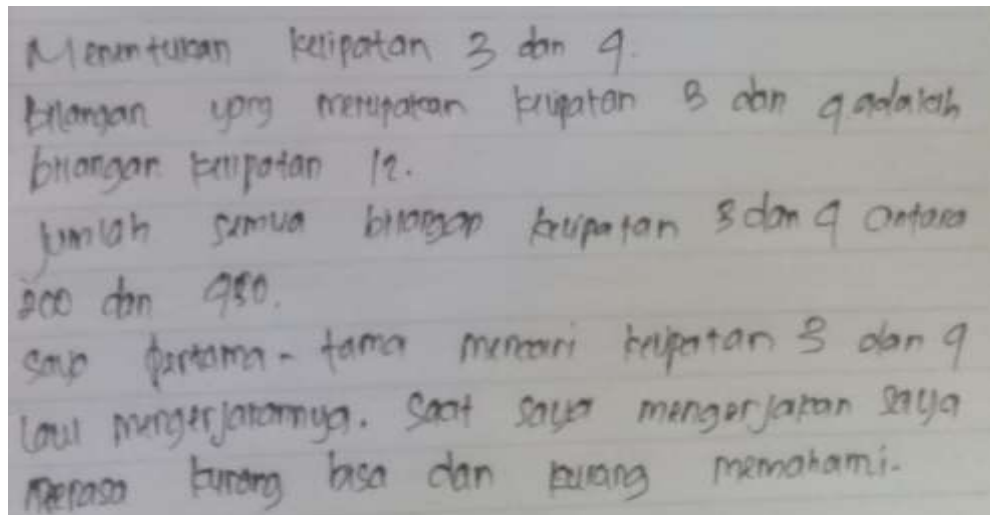 Menentukan kelipatan 3 dan 4.
Bilangan yang merupakan kelipatan 3 dan 4 adalah
bilangan kelipatan 12.
Jumlah semua bilangan kelipatan 3 dan 4 antara
200 dan 450.
Saya pertama-tama mencari kelipatan 3 dan 4
lalu mengerjakannya. Saat saya mengerjakan saya
merasa kurang bisa dan kurang memahami.